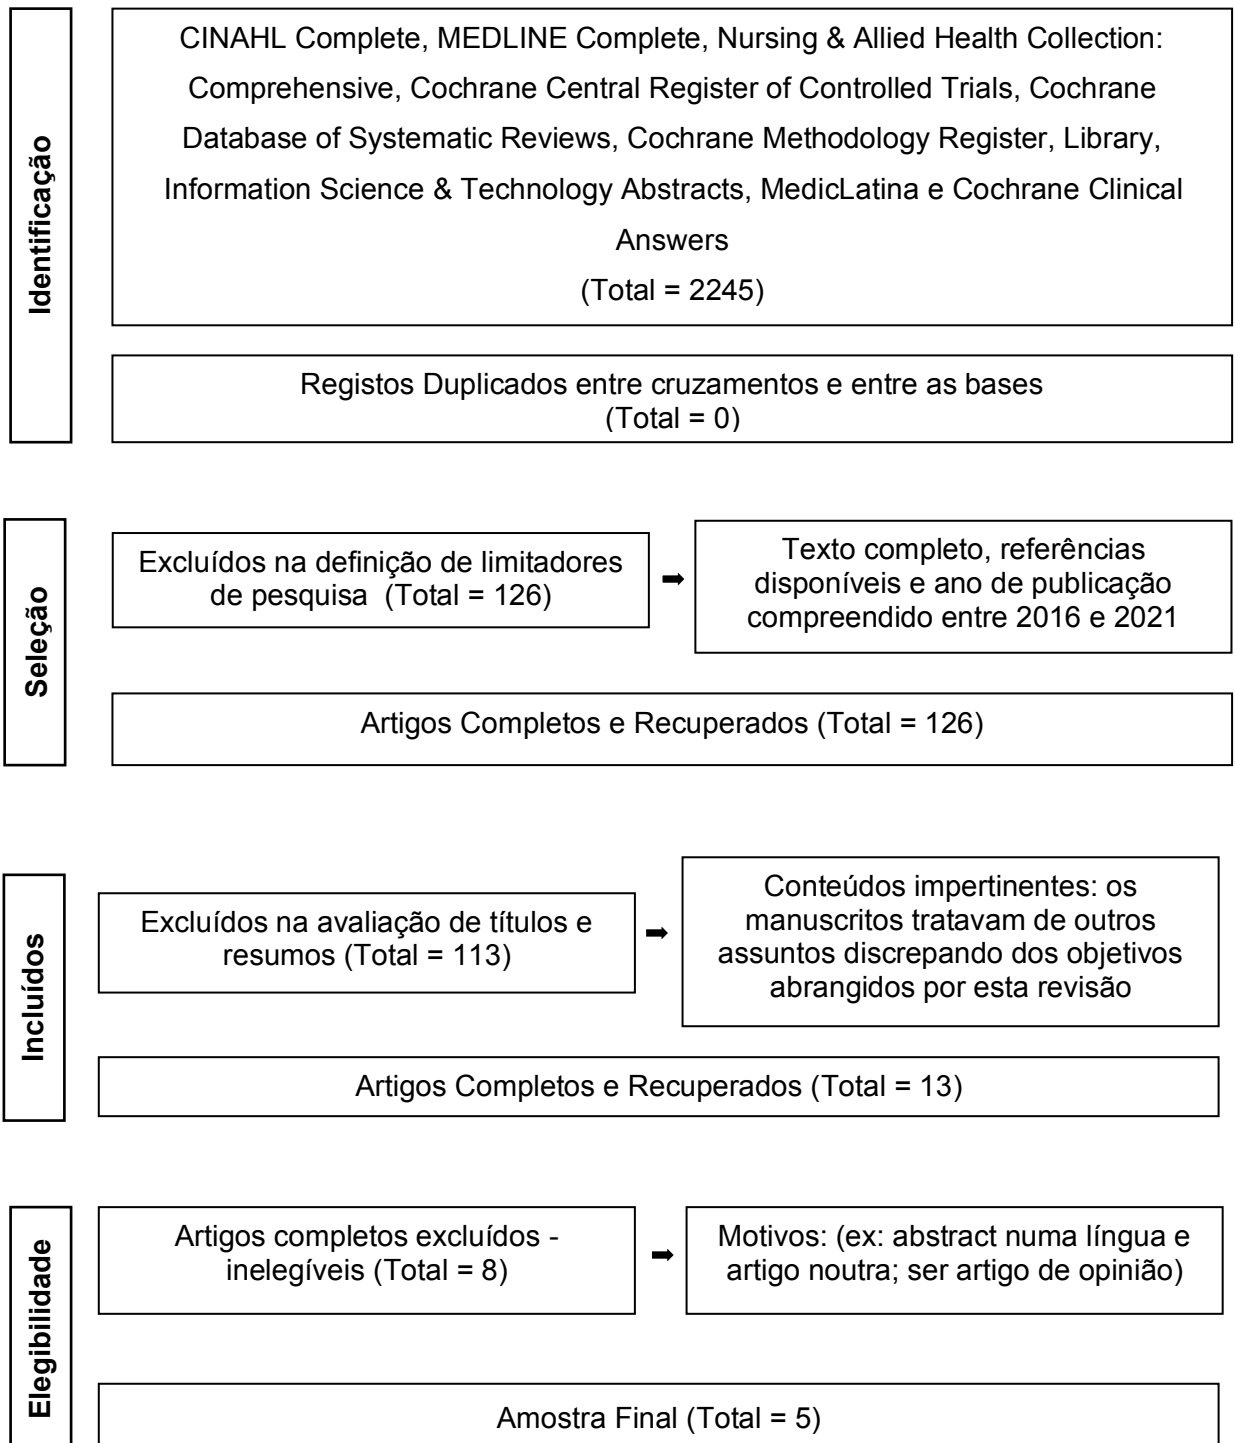 Identificação
CINAHL Complete, MEDLINE Complete, Nursing & Allied Health Collection:
Comprehensive, Cochrane Central Register of Controlled Trials, Cochrane
Database of Systematic Reviews, Cochrane Methodology Register, Library,
Information Science & Technology Abstracts, MedicLatina e Cochrane Clinical
Answers
(Total = 2245)
Registos Duplicados entre cruzamentos e entre as bases
(Total = 0)
Seleção
Excluídos na definição de limitadores
de pesquisa (Total = 126)
Texto completo, referências
disponíveis e ano de publicação
compreendido entre 2016 e 2021
Artigos Completos e Recuperados (Total = 126)
Incluídos
Excluídos na avaliação de títulos e
resumos (Total = 113)
Conteúdos impertinentes: os
manuscritos tratavam de outros
assuntos discrepando dos objetivos
abrangidos por esta revisão
Artigos Completos e Recuperados (Total = 13)
Elegibilidade
Artigos completos excluídos -
inelegíveis (Total = 8)
Motivos: (ex: abstract numa língua e
artigo noutra; ser artigo de opinião)
Amostra Final (Total = 5)